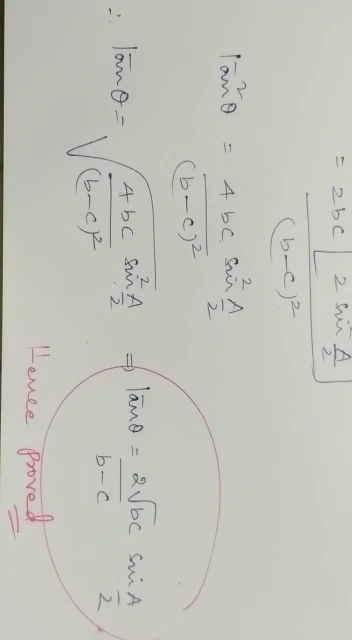 = 2bc [2 sin² A/2] / (b-c)²
tan²θ = 4bc sin² A/2 / (b-c)²
∴ tanθ = √(4bc sin² A/2 / (b-c)²) ⇒ tanθ = 2√bc sin A/2 / b-c
Hence proved